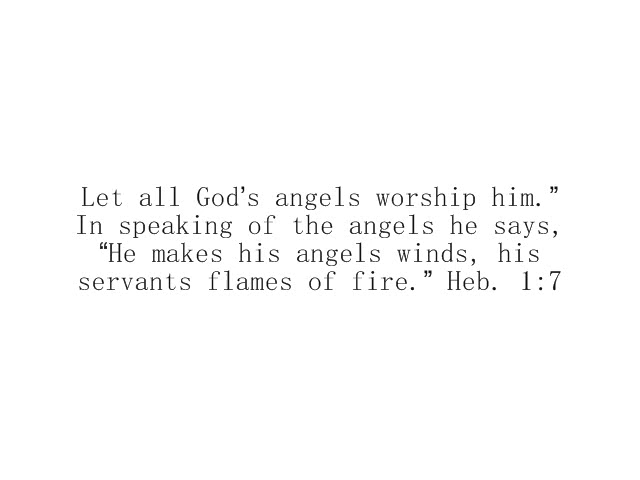 Let all God’s angels worship him.”
In speaking of the angels he says,
“He makes his angels winds, his
servants flames of fire.” Heb. 1:7